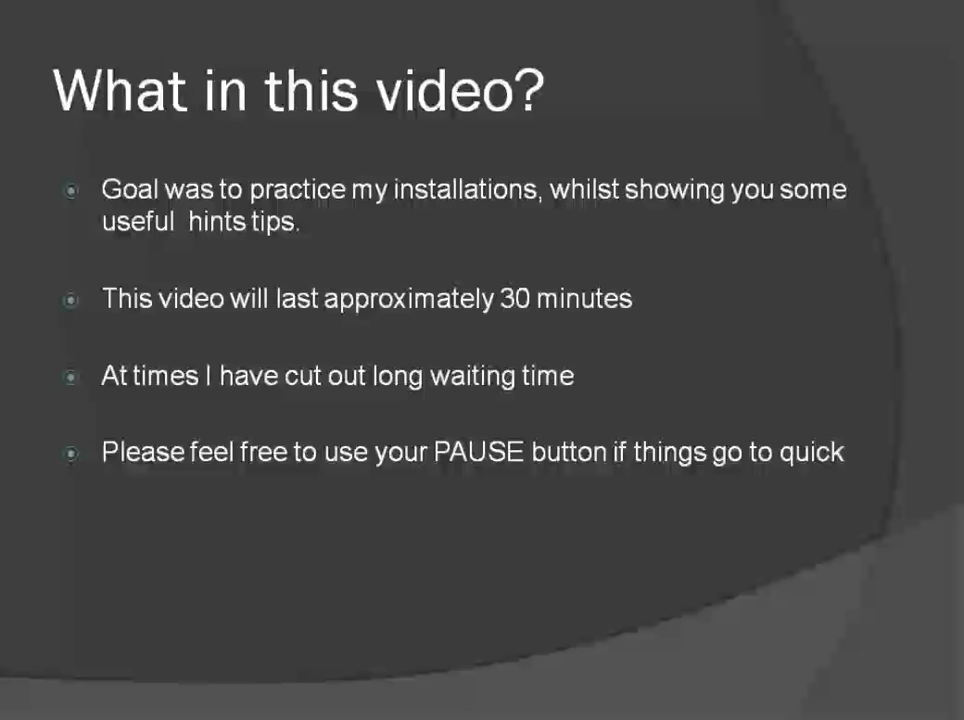 What in this video?
Goal was to practice my installations, whilst showing you some
useful hints tips.
This video will last approximately 30 minutes
At times I have cut out long waiting time
Please feel free to use your PAUSE button if things go to quick